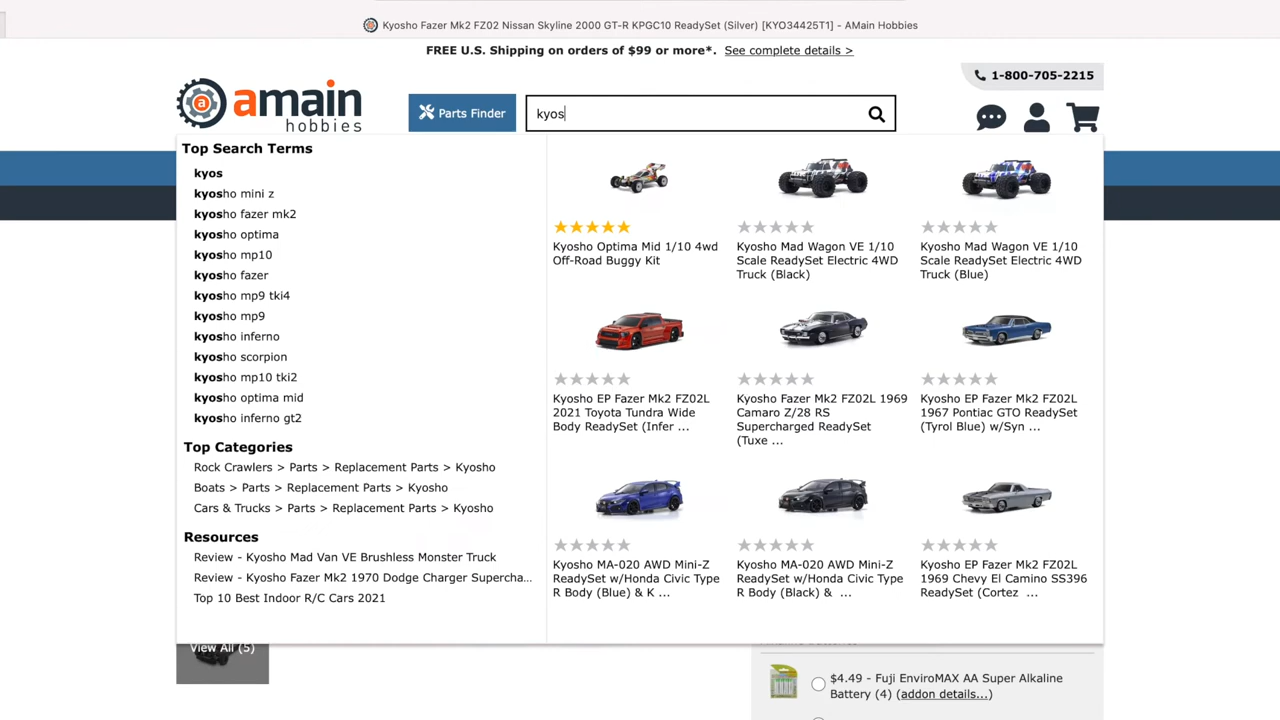 Kyosho Fazer Mk2 FZ02 Nissan Skyline 2000 GT-R KPGC10 ReadySet (Silver) [KYO34425T1] - AMain Hobbies
FREE U.S. Shipping on orders of $99 or more*. See complete details >
1-800-705-2215
a
amain
hobbies
Parts Finder
kyos
Top Search Terms
kyos
kyosho mini z
kyosho fazer mk2
kyosho optima
kyosho mp10
kyosho fazer
kyosho mp9 tki4
kyosho mp9
kyosho inferno
kyosho scorpion
kyosho mp10 tki2
kyosho optima mid
kyosho inferno gt2
Top Categories
Rock Crawlers > Parts > Replacement Parts > Kyosho
Boats > Parts > Replacement Parts > Kyosho
Cars & Trucks > Parts > Replacement Parts > Kyosho
Resources
Review - Kyosho Mad Van VE Brushless Monster Truck
Review - Kyosho Fazer Mk2 1970 Dodge Charger Supercha...
Top 10 Best Indoor R/C Cars 2021
Kyosho Optima Mid 1/10 4wd
Off-Road Buggy Kit
Kyosho Mad Wagon VE 1/10
Scale ReadySet Electric 4WD
Truck (Black)
Kyosho Mad Wagon VE 1/10
Scale ReadySet Electric 4WD
Truck (Blue)
Kyosho EP Fazer Mk2 FZ02L
2021 Toyota Tundra Wide
Body ReadySet (Infer ...
Kyosho Fazer Mk2 FZ02L 1969
Camaro Z/28 RS
Supercharged ReadySet
(Tuxe ...
Kyosho EP Fazer Mk2 FZ02L
1967 Pontiac GTO ReadySet
(Tyrol Blue) w/Syn ...
Kyosho MA-020 AWD Mini-Z
ReadySet w/Honda Civic Type
R Body (Blue) & K ...
Kyosho MA-020 AWD Mini-Z
ReadySet w/Honda Civic Type
R Body (Black) & ...
Kyosho EP Fazer Mk2 FZ02L
1969 Chevy El Camino SS396
ReadySet (Cortez ...
View All (5)
$4.49 - Fuji EnviroMAX AA Super Alkaline
Battery (4) (addon details...)